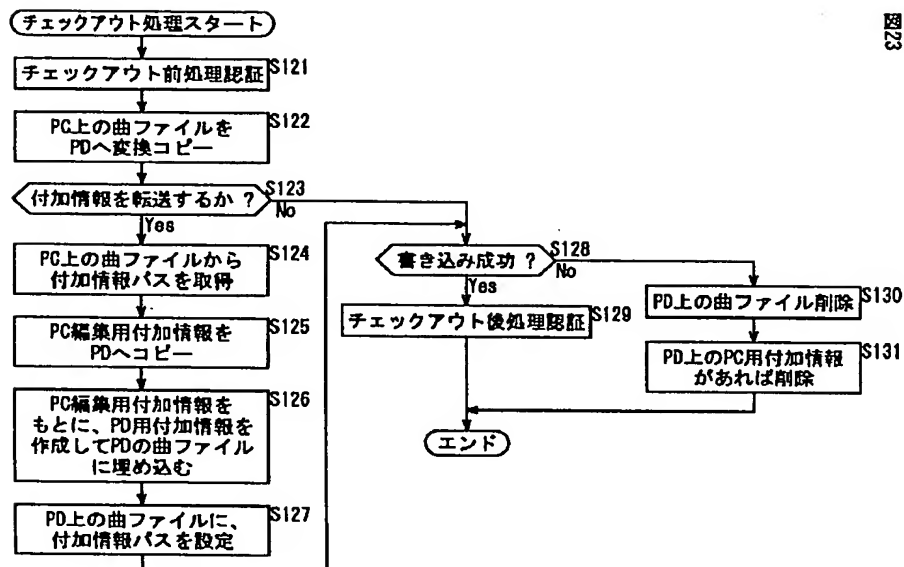 図23
チェックアウト処理スタート
チェックアウト前処理認証
S121
PC上の曲ファイルを
PDへ変換コピー
S122
付加情報を転送するか?
S123
No
Yes
PC上の曲ファイルから
付加情報パスを取得
S124
PC編集用付加情報を
PDへコピー
S125
PC編集用付加情報を
もとに、PD用付加情報を
作成してPDの曲ファイル
に埋め込む
S126
PD上の曲ファイルに、
付加情報パスを設定
S127
書き込み成功?
S128
No
Yes
チェックアウト後処理認証
S129
PD上の曲ファイル削除
S130
PD上のPC用付加情報
があれば削除
S131
エンド